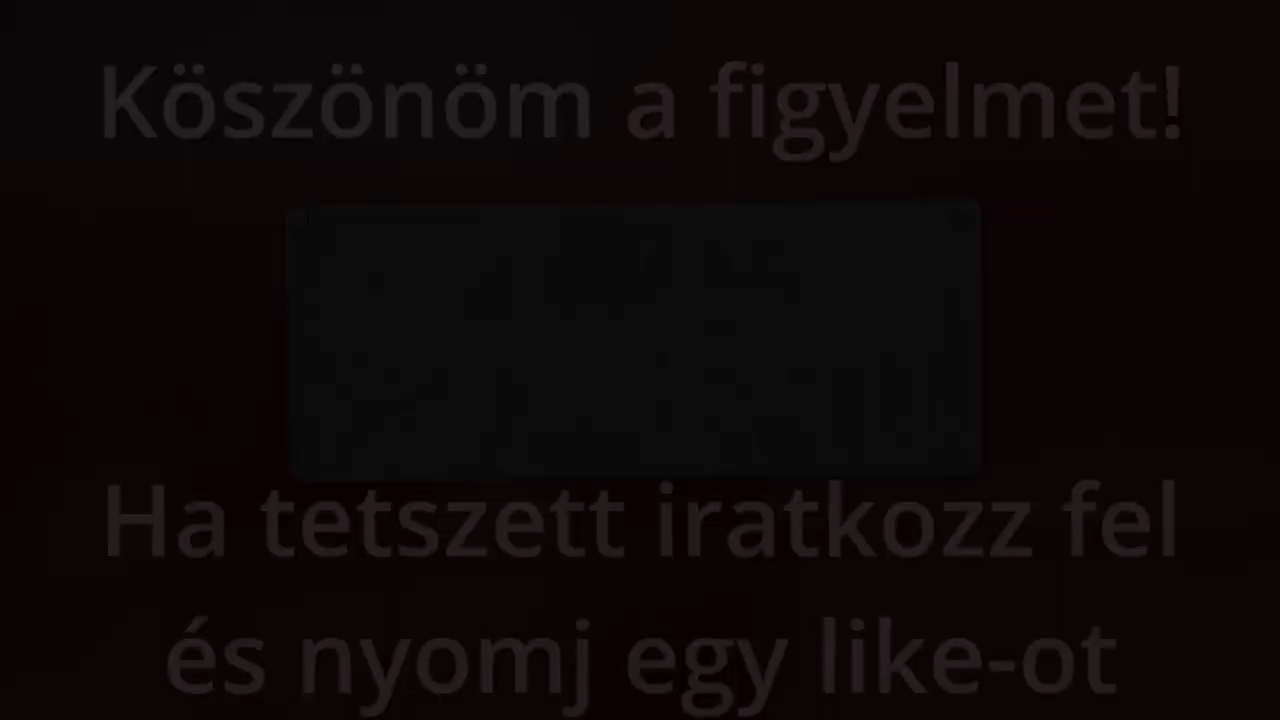 Köszönöm a figyelmet!
Ha tetszett iratkozz fel
és nyomj egy like-ot